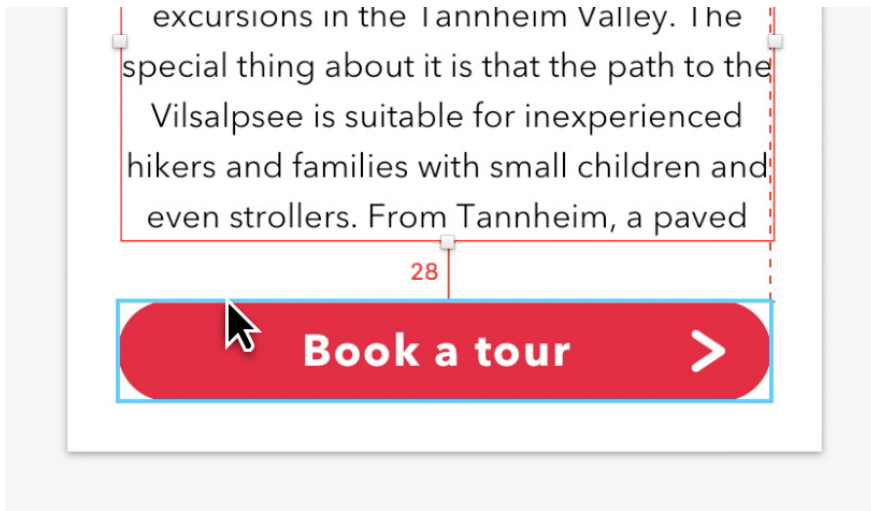 excursions in the Tannheim Valley. The
special thing about it is that the path to the
Vilsalpsee is suitable for inexperienced
hikers and families with small children and
even strollers. From Tannheim, a paved
28
Book a tour